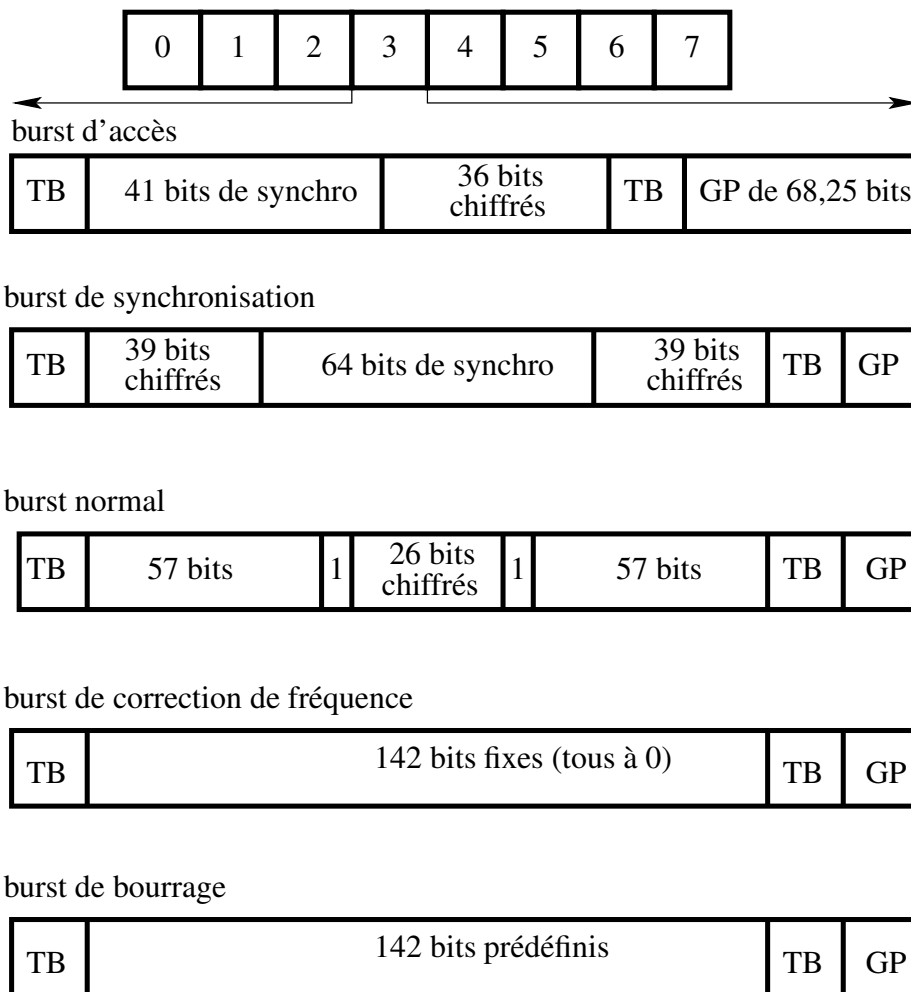 0 1 2 3 4 5 6 7
burst d'accès
TB 41 bits de synchro 36 bits chiffrés TB GP de 68,25 bits
burst de synchronisation
TB 39 bits chiffrés 64 bits de synchro 39 bits chiffrés TB GP
burst normal
TB 57 bits 1 26 bits chiffrés 1 57 bits TB GP
burst de correction de fréquence
TB 142 bits fixes (tous à 0) TB GP
burst de bourrage
TB 142 bits prédéfinis TB GP